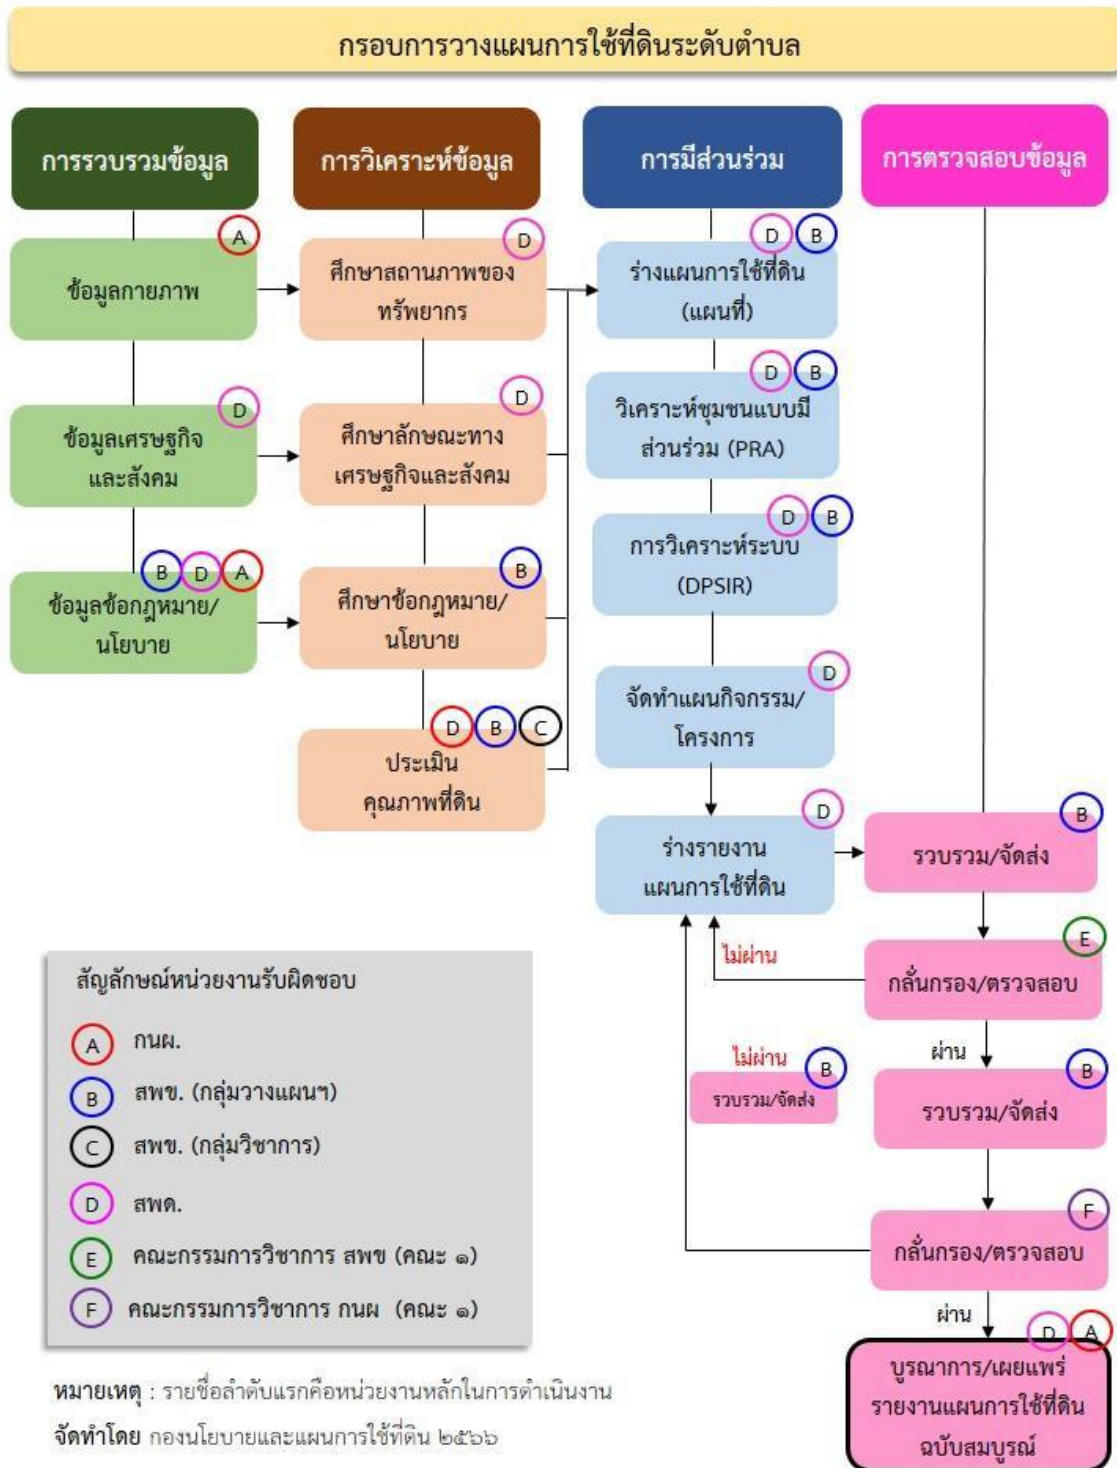 กรอบการวางแผนการใช้ที่ดินระดับตำบล
การรวบรวมข้อมูล
การวิเคราะห์ข้อมูล
การมีส่วนร่วม
การตรวจสอบข้อมูล
A
ข้อมูลกายภาพ
D
ศึกษาสถานภาพของ
ทรัพยากร
D B
ร่างแผนการใช้ที่ดิน
(แผนที่)
D
ข้อมูลเศรษฐกิจ
และสังคม
D
ศึกษาลักษณะทาง
เศรษฐกิจและสังคม
D B
วิเคราะห์ชุมชนแบบมี
ส่วนร่วม (PRA)
D B
การวิเคราะห์ระบบ
(DPSIR)
B D A
ข้อมูลข้อกฎหมาย/
นโยบาย
B
ศึกษาข้อกฎหมาย/
นโยบาย
D
จัดทำแผนกิจกรรม/
โครงการ
D B C
ประเมิน
คุณภาพที่ดิน
D
ร่างรายงาน
แผนการใช้ที่ดิน
B
รวบรวม/จัดส่ง
E
กลั่นกรอง/ตรวจสอบ
ไม่ผ่าน
ผ่าน
B
รวบรวม/จัดส่ง
ไม่ผ่าน
B
รวบรวม/จัดส่ง
F
กลั่นกรอง/ตรวจสอบ
ผ่าน
D A
บูรณาการ/เผยแพร่
รายงานแผนการใช้ที่ดิน
ฉบับสมบูรณ์
สัญลักษณ์หน่วยงานรับผิดชอบ
A กนผ.
B สพข. (กลุ่มวางแผนฯ)
C สพข. (กลุ่มวิชาการ)
D สพด.
E คณะกรรมการวิชาการ สพข (คณะ ๑)
F คณะกรรมการวิชาการ กนผ (คณะ ๑)
หมายเหตุ : รายชื่อลำดับแรกคือหน่วยงานหลักในการดำเนินงาน
จัดทำโดย กองนโยบายและแผนการใช้ที่ดิน ๒๕๖๖